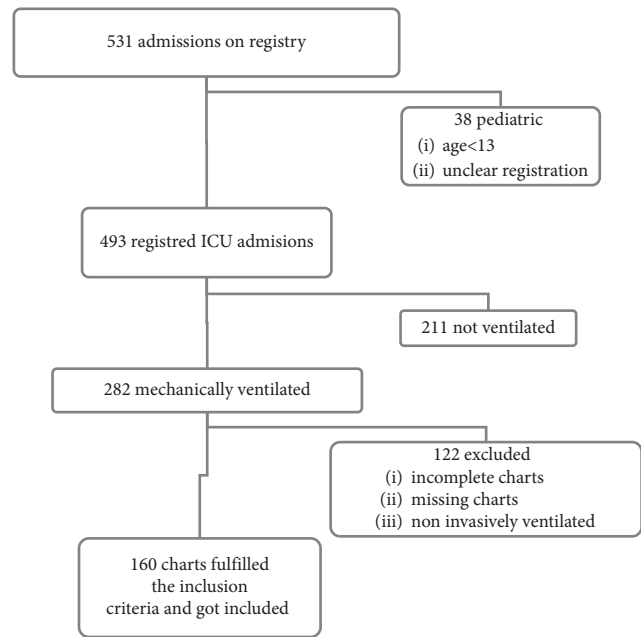 531 admissions on registry
38 pediatric
(i) age<13
(ii) unclear registration
493 registred ICU admisions
211 not ventilated
282 mechanically ventilated
122 excluded
(i) incomplete charts
(ii) missing charts
(iii) non invasively ventilated
160 charts fulfilled
the inclusion
criteria and got included